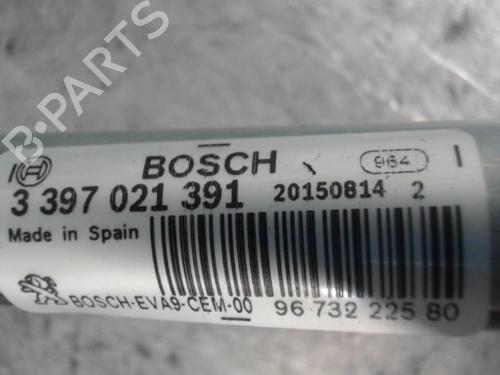 B-PARTS
BOSCH 964 I
3 397 021 391 20150814 2
Made in Spain
BOSCH-EVA9-CEM-00 96 732 225 80